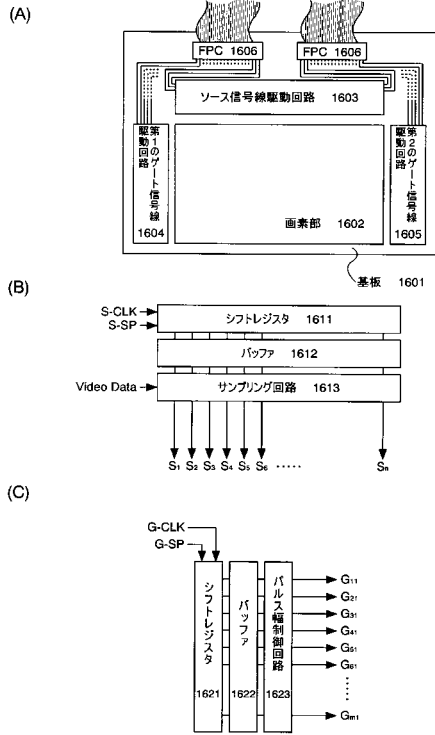 (A)
FPC 1606
FPC 1606
ソース信号線駆動回路 1603
第1のゲート信号線
駆動回路
1604
画素部 1602
第2のゲート信号線
駆動回路
1605
基板 1601
(B)
S-CLK
S-SP
シフトレジスタ 1611
バッファ 1612
Video Data
サンプリング回路 1613
S1 S2 S3 S4 S5 S6 ····· Sn
(C)
G-CLK
G-SP
シフトレジスタ
1621
バッファ
1622
パルス幅制御回路
1623
G11
G21
G31
G41
G51
G61
Gm1